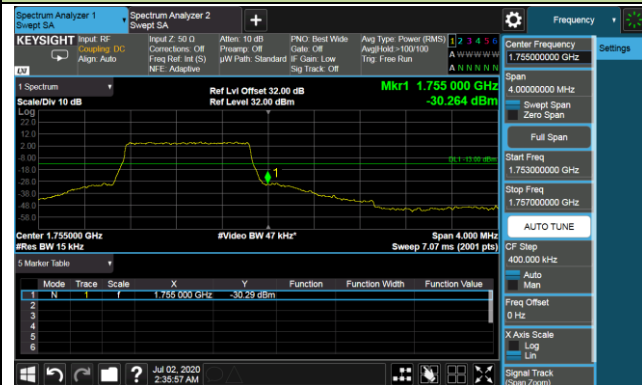 Spectrum Analyzer 1
Swept SA
Spectrum Analyzer 2
Swept SA
+
Frequency
KEYSIGHT
Input: RF
Coupling: DC
Align: Auto
Input Z: 50 Ω
Corrections: Off
Freq Ref: Int (S)
NFE: Adaptive
Atten: 10 dB
Preamp: Off
µW Path: Standard
PNO: Best Wide
Gate: Off
IF Gain: Low
Sig Track: Off
Avg Type: Power (RMS)
Avg|Hold:>100/100
Trig: Free Run
1 2 3 4 5 6
A W W W W W
A N N N N N
LXI
Center Frequency
1.755000000 GHz
Settings
Span
4.00000000 MHz
Swept Span
Zero Span
Full Span
Start Freq
1.753000000 GHz
Stop Freq
1.757000000 GHz
AUTO TUNE
CF Step
400.000 kHz
Auto
Man
Freq Offset
0 Hz
X Axis Scale
Log
Lin
Signal Track
(Span Zoom)
1 Spectrum
Scale/Div 10 dB
Ref Lvl Offset 32.00 dB
Ref Level 32.00 dBm
Mkr1 1.755 000 GHz
-30.264 dBm
Log
22.0
12.0
2.00
-8.00
-18.0
-28.0
-38.0
-48.0
-58.0
DL1 -13.00 dBm
1
Center 1.755000 GHz
#Res BW 15 kHz
#Video BW 47 kHz*
Span 4.000 MHz
Sweep 7.07 ms (2001 pts)
5 Marker Table
Mode Trace Scale X Y Function Function Width Function Value
1 N 1 f 1.755 000 GHz -30.29 dBm
2
3
4
5
6
?
Jul 02, 2020
2:35:57 AM